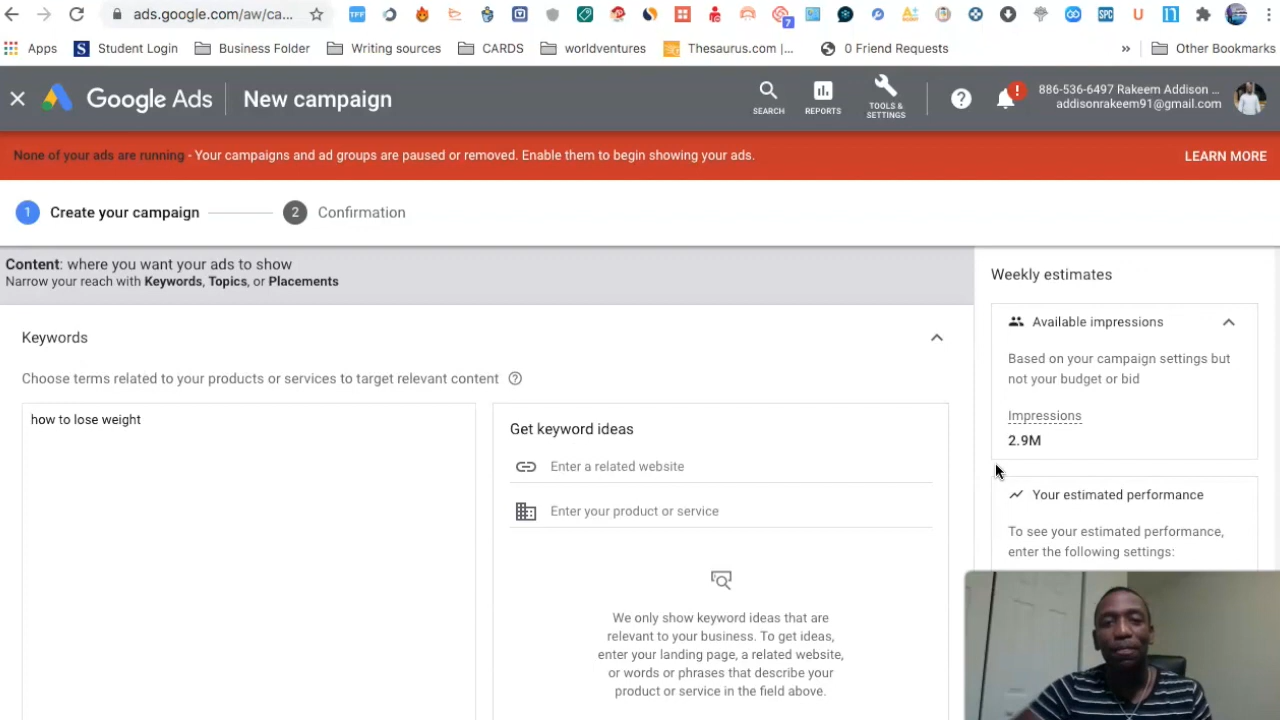 ads.google.com/aw/ca...
TFF
7
SPC
Apps
Student Login
Business Folder
Writing sources
CARDS
worldventures
Thesaurus.com |...
0 Friend Requests
»
Other Bookmarks
Google Ads
New campaign
SEARCH
REPORTS
TOOLS &
SETTINGS
886-536-6497 Rakeem Addison ...
addisonrakeem91@gmail.com
None of your ads are running - Your campaigns and ad groups are paused or removed. Enable them to begin showing your ads.
LEARN MORE
1 Create your campaign
2 Confirmation
Content: where you want your ads to show
Narrow your reach with Keywords, Topics, or Placements
Keywords
Choose terms related to your products or services to target relevant content
how to lose weight
Get keyword ideas
Enter a related website
Enter your product or service
We only show keyword ideas that are
relevant to your business. To get ideas,
enter your landing page, a related website,
or words or phrases that describe your
product or service in the field above.
Weekly estimates
Available impressions
Based on your campaign settings but
not your budget or bid
Impressions
2.9M
Your estimated performance
To see your estimated performance,
enter the following settings: